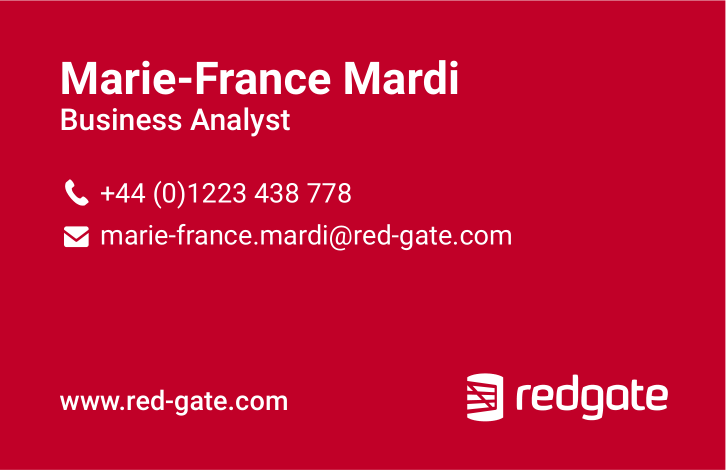 Marie-France Mardi
Business Analyst
+44 (0)1223 438 778
marie-france.mardi@red-gate.com
www.red-gate.com
redgate